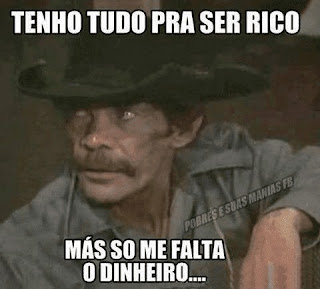 TENHO TUDO PRA SER RICO
POBRES E SUAS MANIAS FB
MÁS SO ME FALTA
O DINHEIRO....